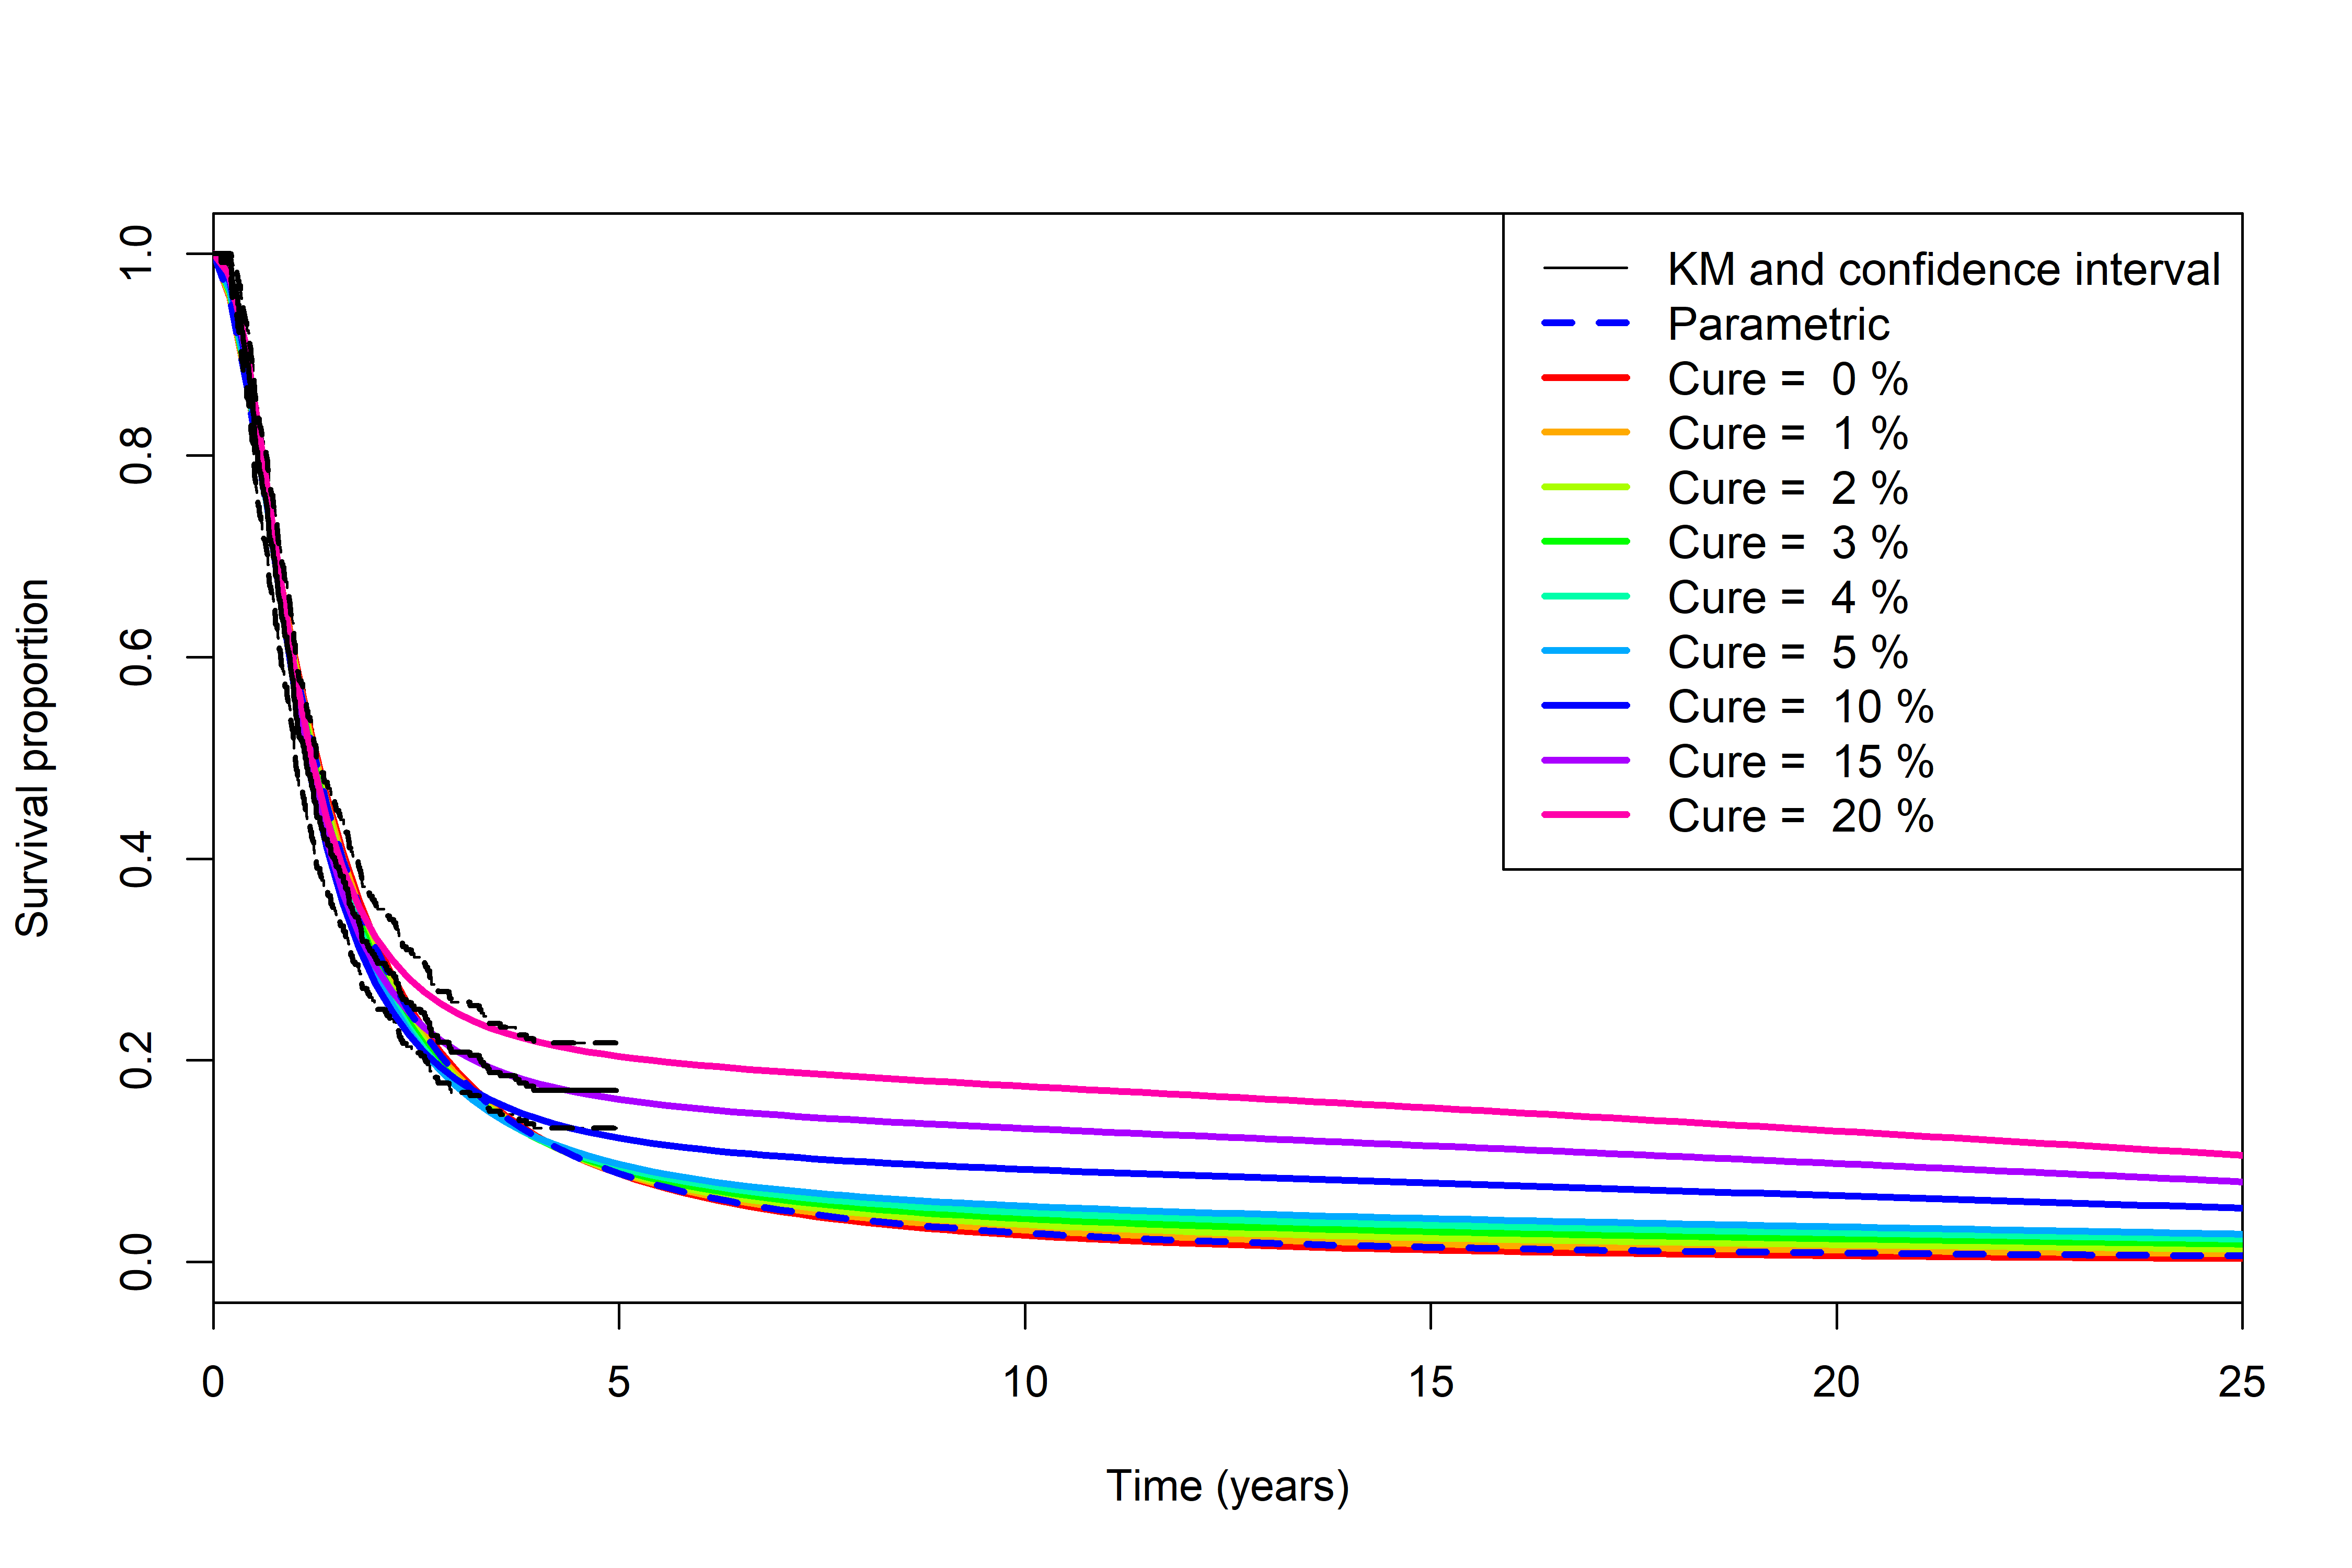 KM and confidence interval
Parametric
Cure = 0 %
Cure = 1 %
Cure = 2 %
Cure = 3 %
Cure = 4 %
Cure = 5 %
Cure = 10 %
Cure = 15 %
Cure = 20 %
Survival proportion
1.0
0.8
0.6
0.4
0.2
0.0
0 5 10 15 20 25
Time (years)